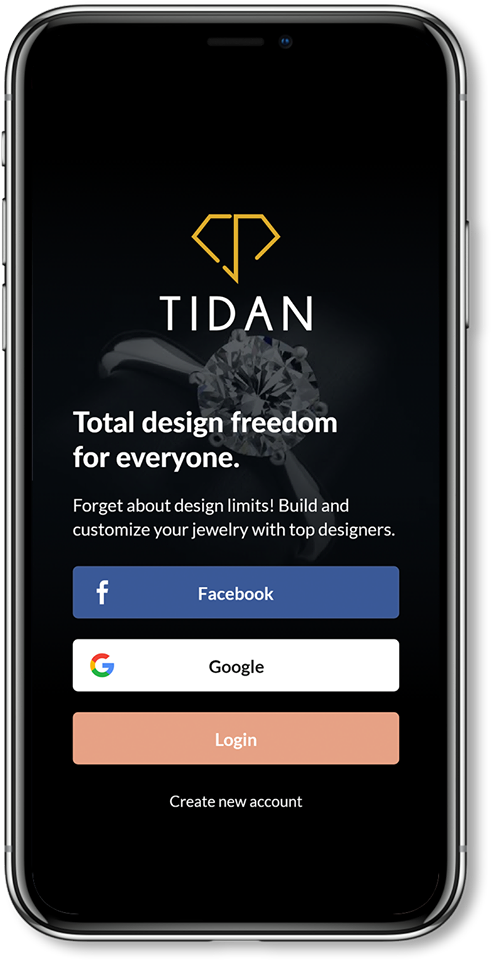 TIDAN
Total design freedom
for everyone.
Forget about design limits! Build and
customize your jewelry with top designers.
Facebook
Google
Login
Create new account